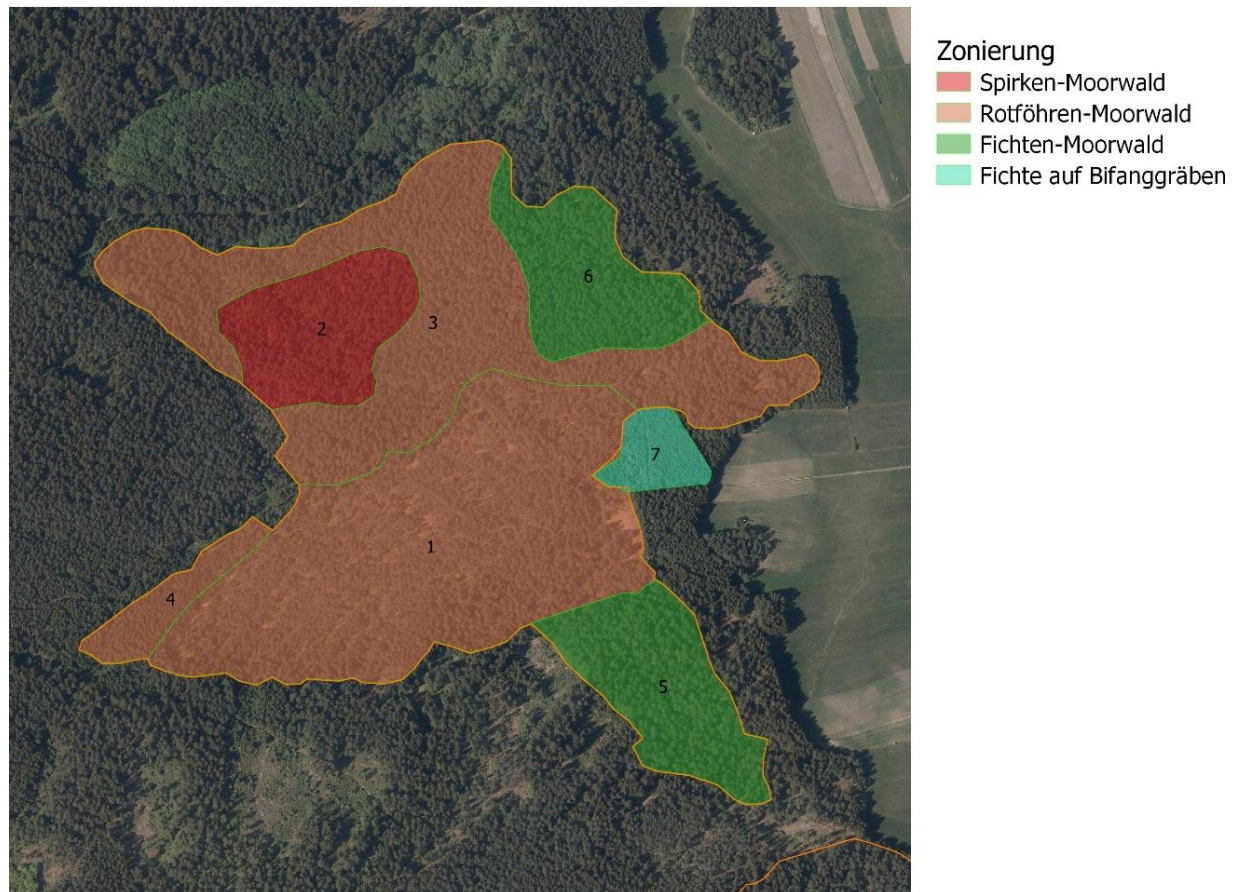 Zonierung
Spirken-Moorwald
Rotföhren-Moorwald
Fichten-Moorwald
Fichte auf Bifanggräben
6
2
3
7
1
4
5